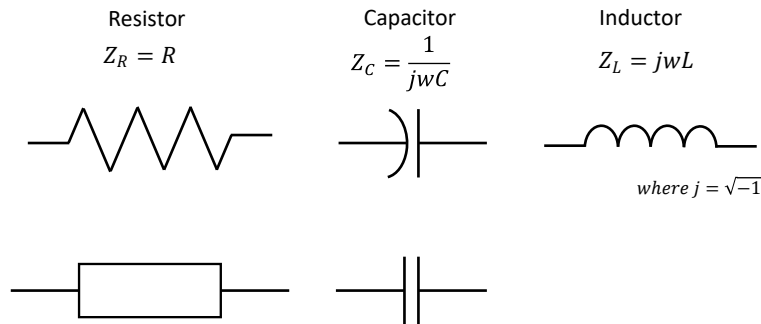 Resistor Capacitor Inductor
Z_R = R
Z_C = 1/jwC
Z_L = jwL
where j = √−1